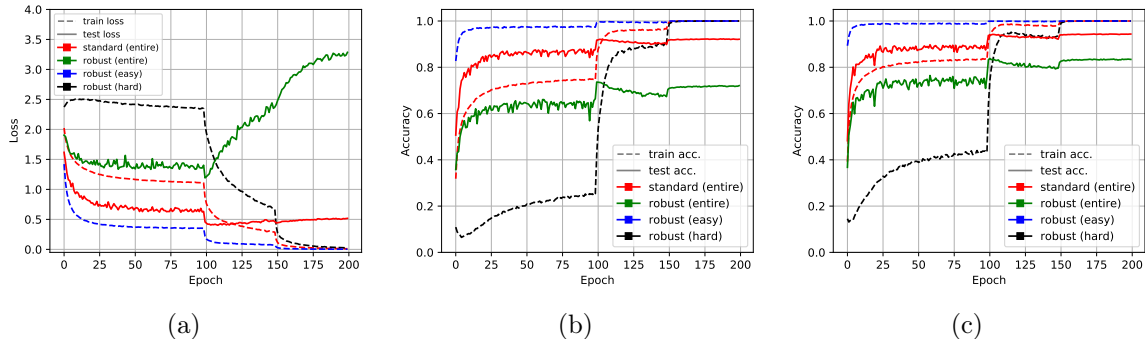 4.0
3.5
3.0
2.5
2.0
1.5
1.0
0.5
0.0
Loss
train loss
test loss
standard (entire)
robust (entire)
robust (easy)
robust (hard)
0 25 50 75 100 125 150 175 200
Epoch
(a)
1.0
0.8
0.6
0.4
0.2
0.0
Accuracy
train acc.
test acc.
standard (entire)
robust (entire)
robust (easy)
robust (hard)
0 25 50 75 100 125 150 175 200
Epoch
(b)
1.0
0.8
0.6
0.4
0.2
0.0
Accuracy
train acc.
test acc.
standard (entire)
robust (entire)
robust (easy)
robust (hard)
0 25 50 75 100 125 150 175 200
Epoch
(c)